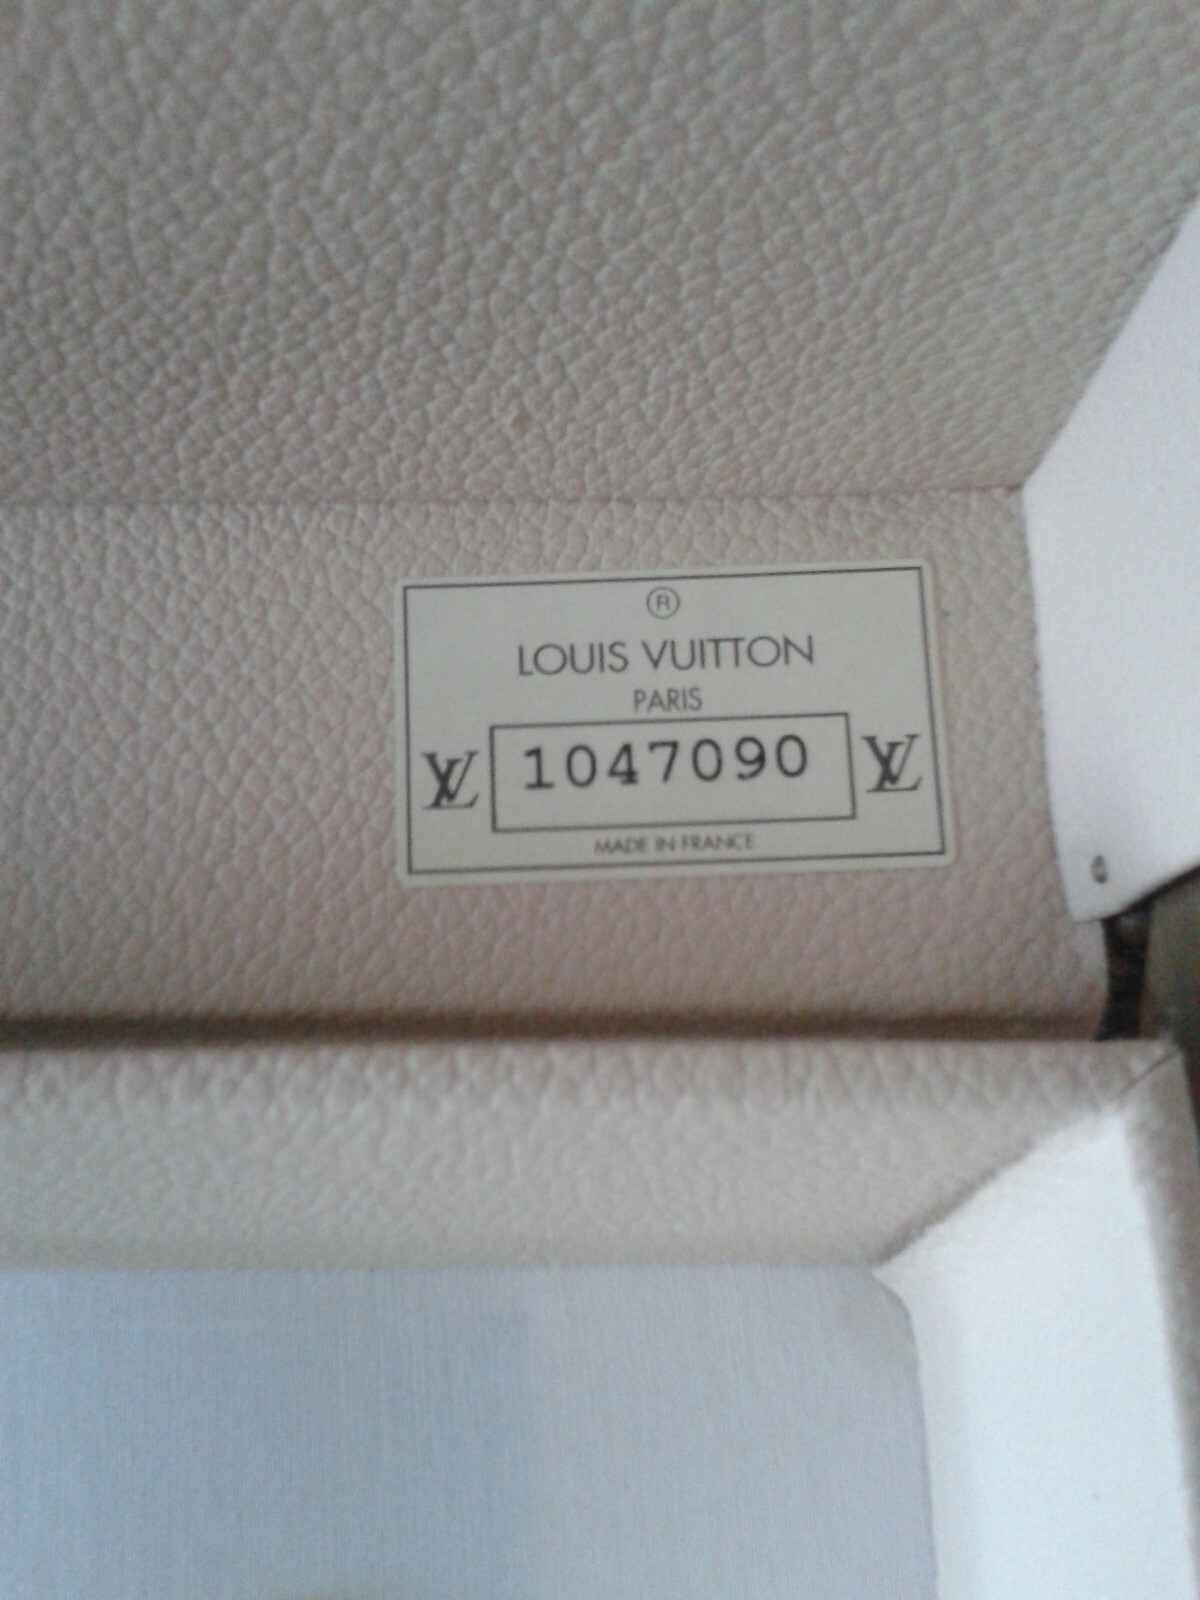 ®
LOUIS VUITTON
PARIS
LV 1047090 LV
MADE IN FRANCE